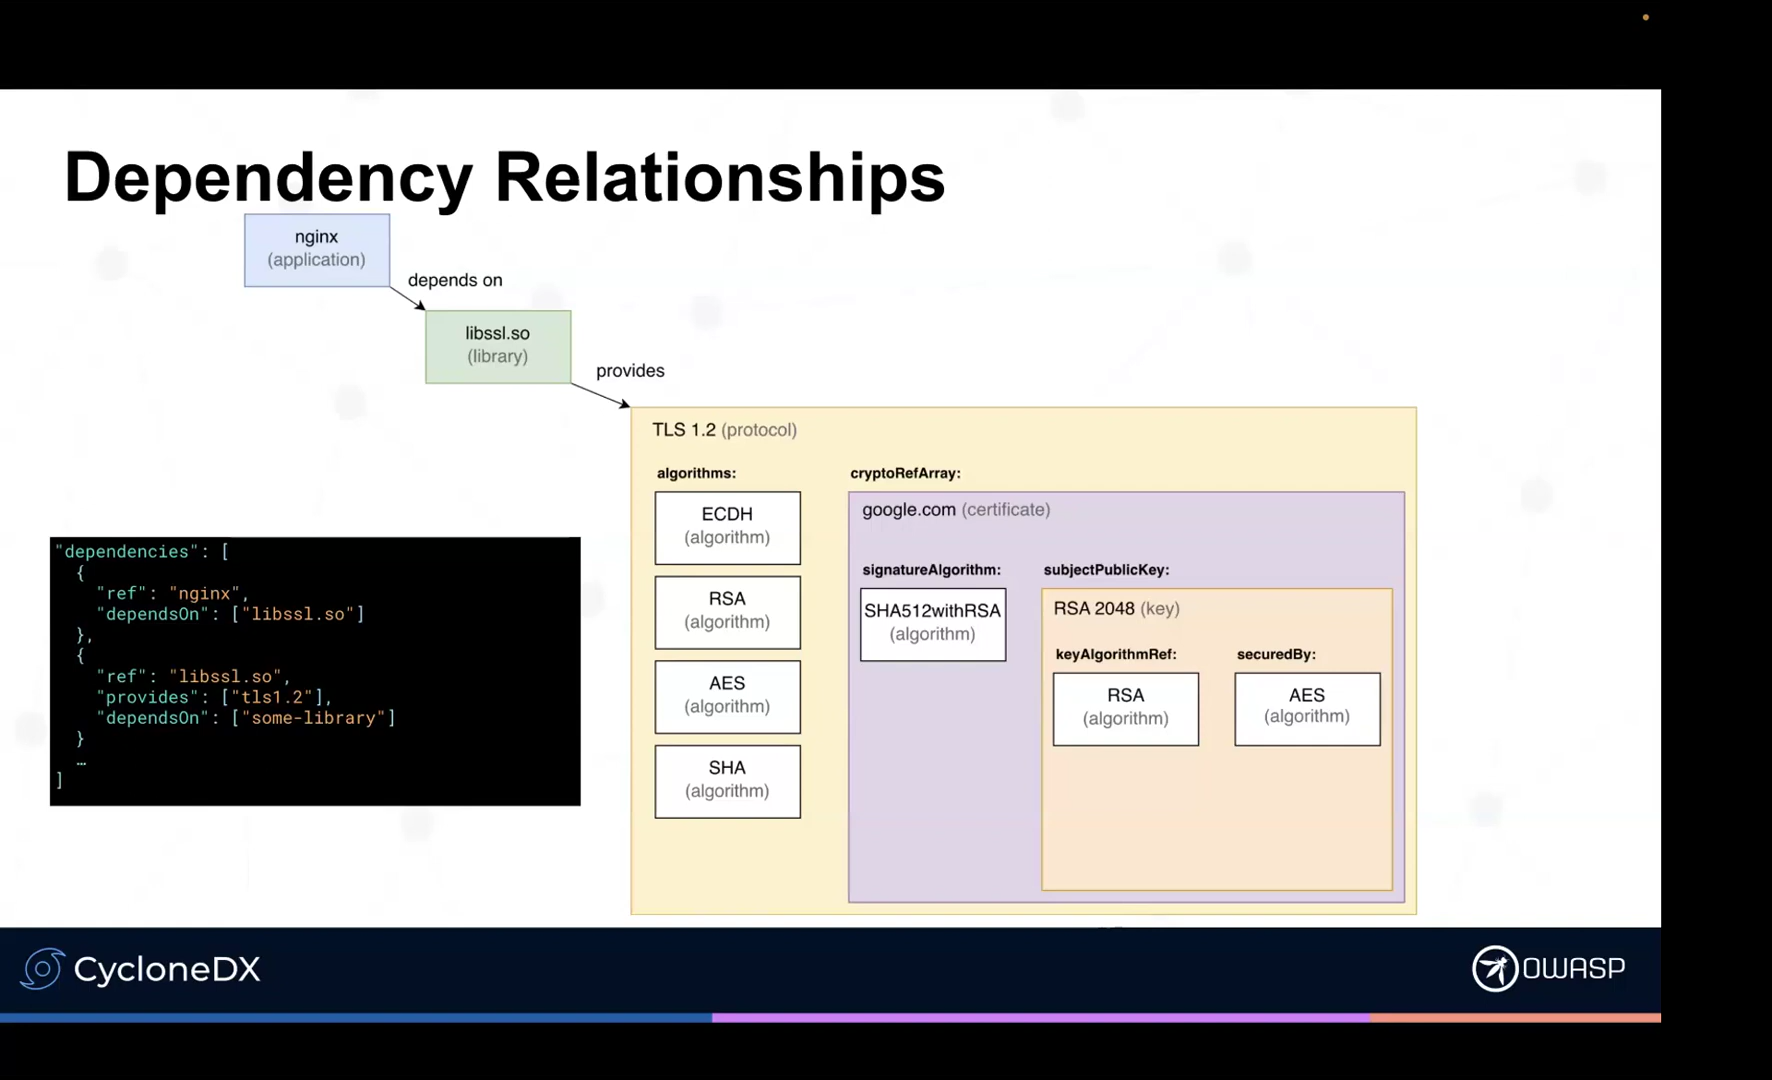 Dependency Relationships
nginx
(application)
depends on
libssl.so
(library)
provides
TLS 1.2 (protocol)
algorithms:
ECDH
(algorithm)
RSA
(algorithm)
AES
(algorithm)
SHA
(algorithm)
cryptoRefArray:
google.com (certificate)
signatureAlgorithm:
SHA512withRSA
(algorithm)
subjectPublicKey:
RSA 2048 (key)
keyAlgorithmRef:
RSA
(algorithm)
securedBy:
AES
(algorithm)
"dependencies": [
{
"ref": "nginx",
"dependsOn": ["libssl.so"]
},
{
"ref": "libssl.so",
"provides": ["tls1.2"],
"dependsOn": ["some-library"]
}
…
]
CycloneDX
OWASP